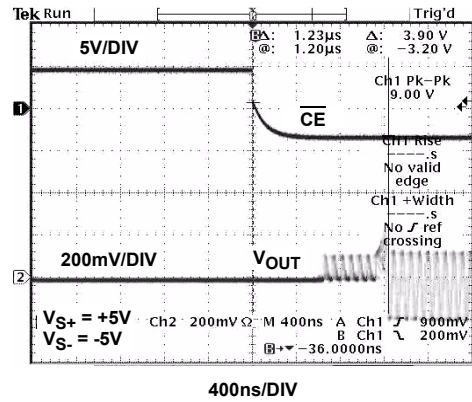 Tek Run
Trig'd
5V/DIV
Δ: 1.23µs Δ: 3.90 V
@: 1.20µs @: −3.20 V
Ch1 Pk−Pk
9.00 V
1
CE
Ch1 Rise
−−−−.s
No valid
edge
Ch1 +Width
−−−−.s
No ref
crossing
200mV/DIV
VOUT
2
VS+ = +5V
VS- = -5V
Ch2 200mV Ω M 400ns A Ch1 900mV
B Ch1 200mV
B −36.0000ns
400ns/DIV